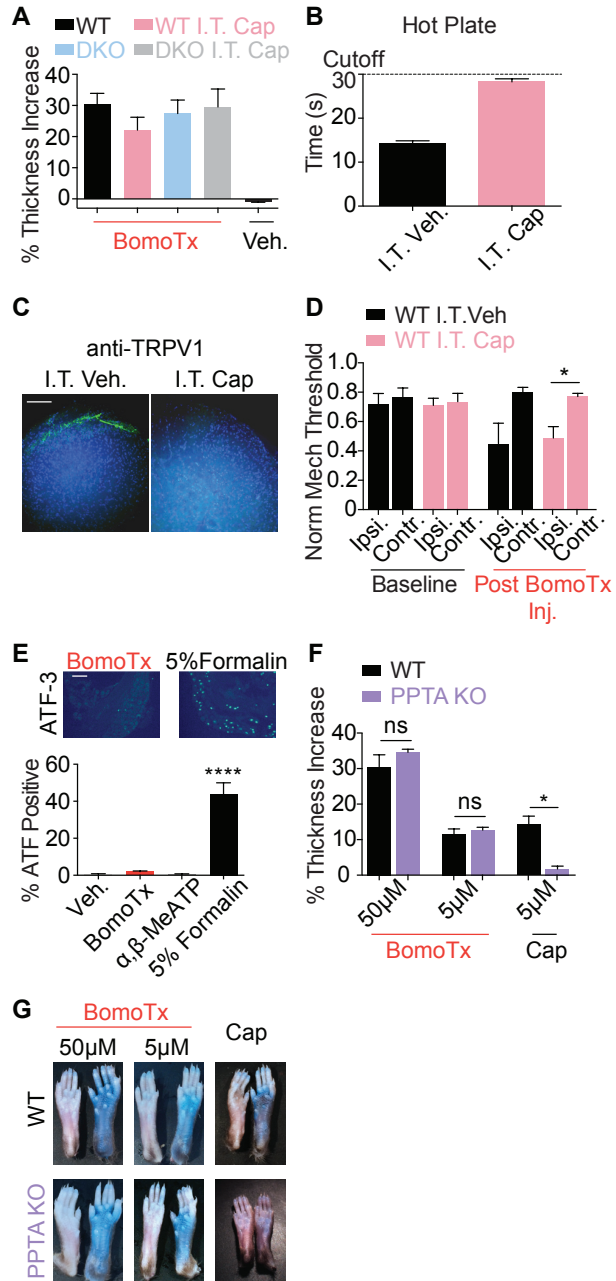 A
WT WT I.T. Cap
DKO DKO I.T. Cap
% Thickness Increase
40
30
20
10
0
BomoTx Veh.
B
Hot Plate
Cutoff
Time (s)
30
20
10
0
I.T. Veh.
I.T. Cap
C
anti-TRPV1
I.T. Veh. I.T. Cap
D
WT I.T.Veh
WT I.T. Cap
Norm Mech Threshold
1.0
0.8
0.6
0.4
0.2
0
*
Ipsi. Contr. Ipsi. Contr. Ipsi. Contr. Ipsi. Contr.
Baseline Post BomoTx
Inj.
E
BomoTx 5%Formalin
ATF-3
% ATF Positive
60
40
20
0
****
Veh.
BomoTx
α,β-MeATP
5% Formalin
F
WT
PPTA KO
% Thickness Increase
40
30
20
10
0
ns
ns
*
50μM 5μM 5μM
BomoTx Cap
G
BomoTx
50μM 5μM Cap
WT
PPTA KO